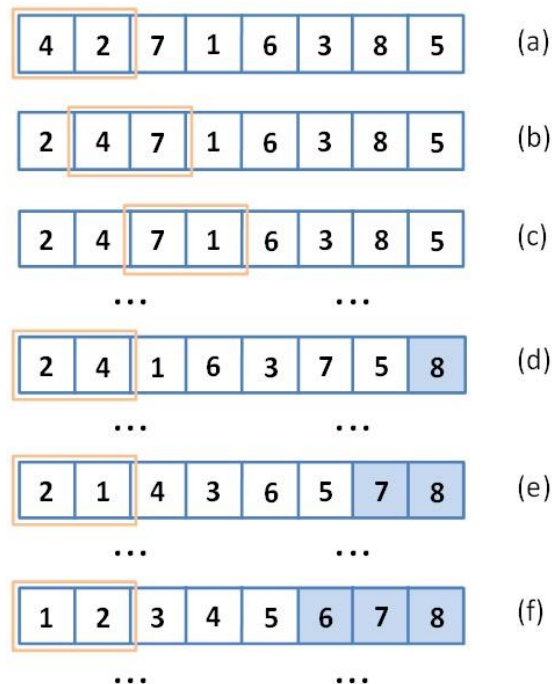 4 2 7 1 6 3 8 5 (a)
2 4 7 1 6 3 8 5 (b)
2 4 7 1 6 3 8 5 (c)
... ...
2 4 1 6 3 7 5 8 (d)
... ...
2 1 4 3 6 5 7 8 (e)
... ...
1 2 3 4 5 6 7 8 (f)
... ...